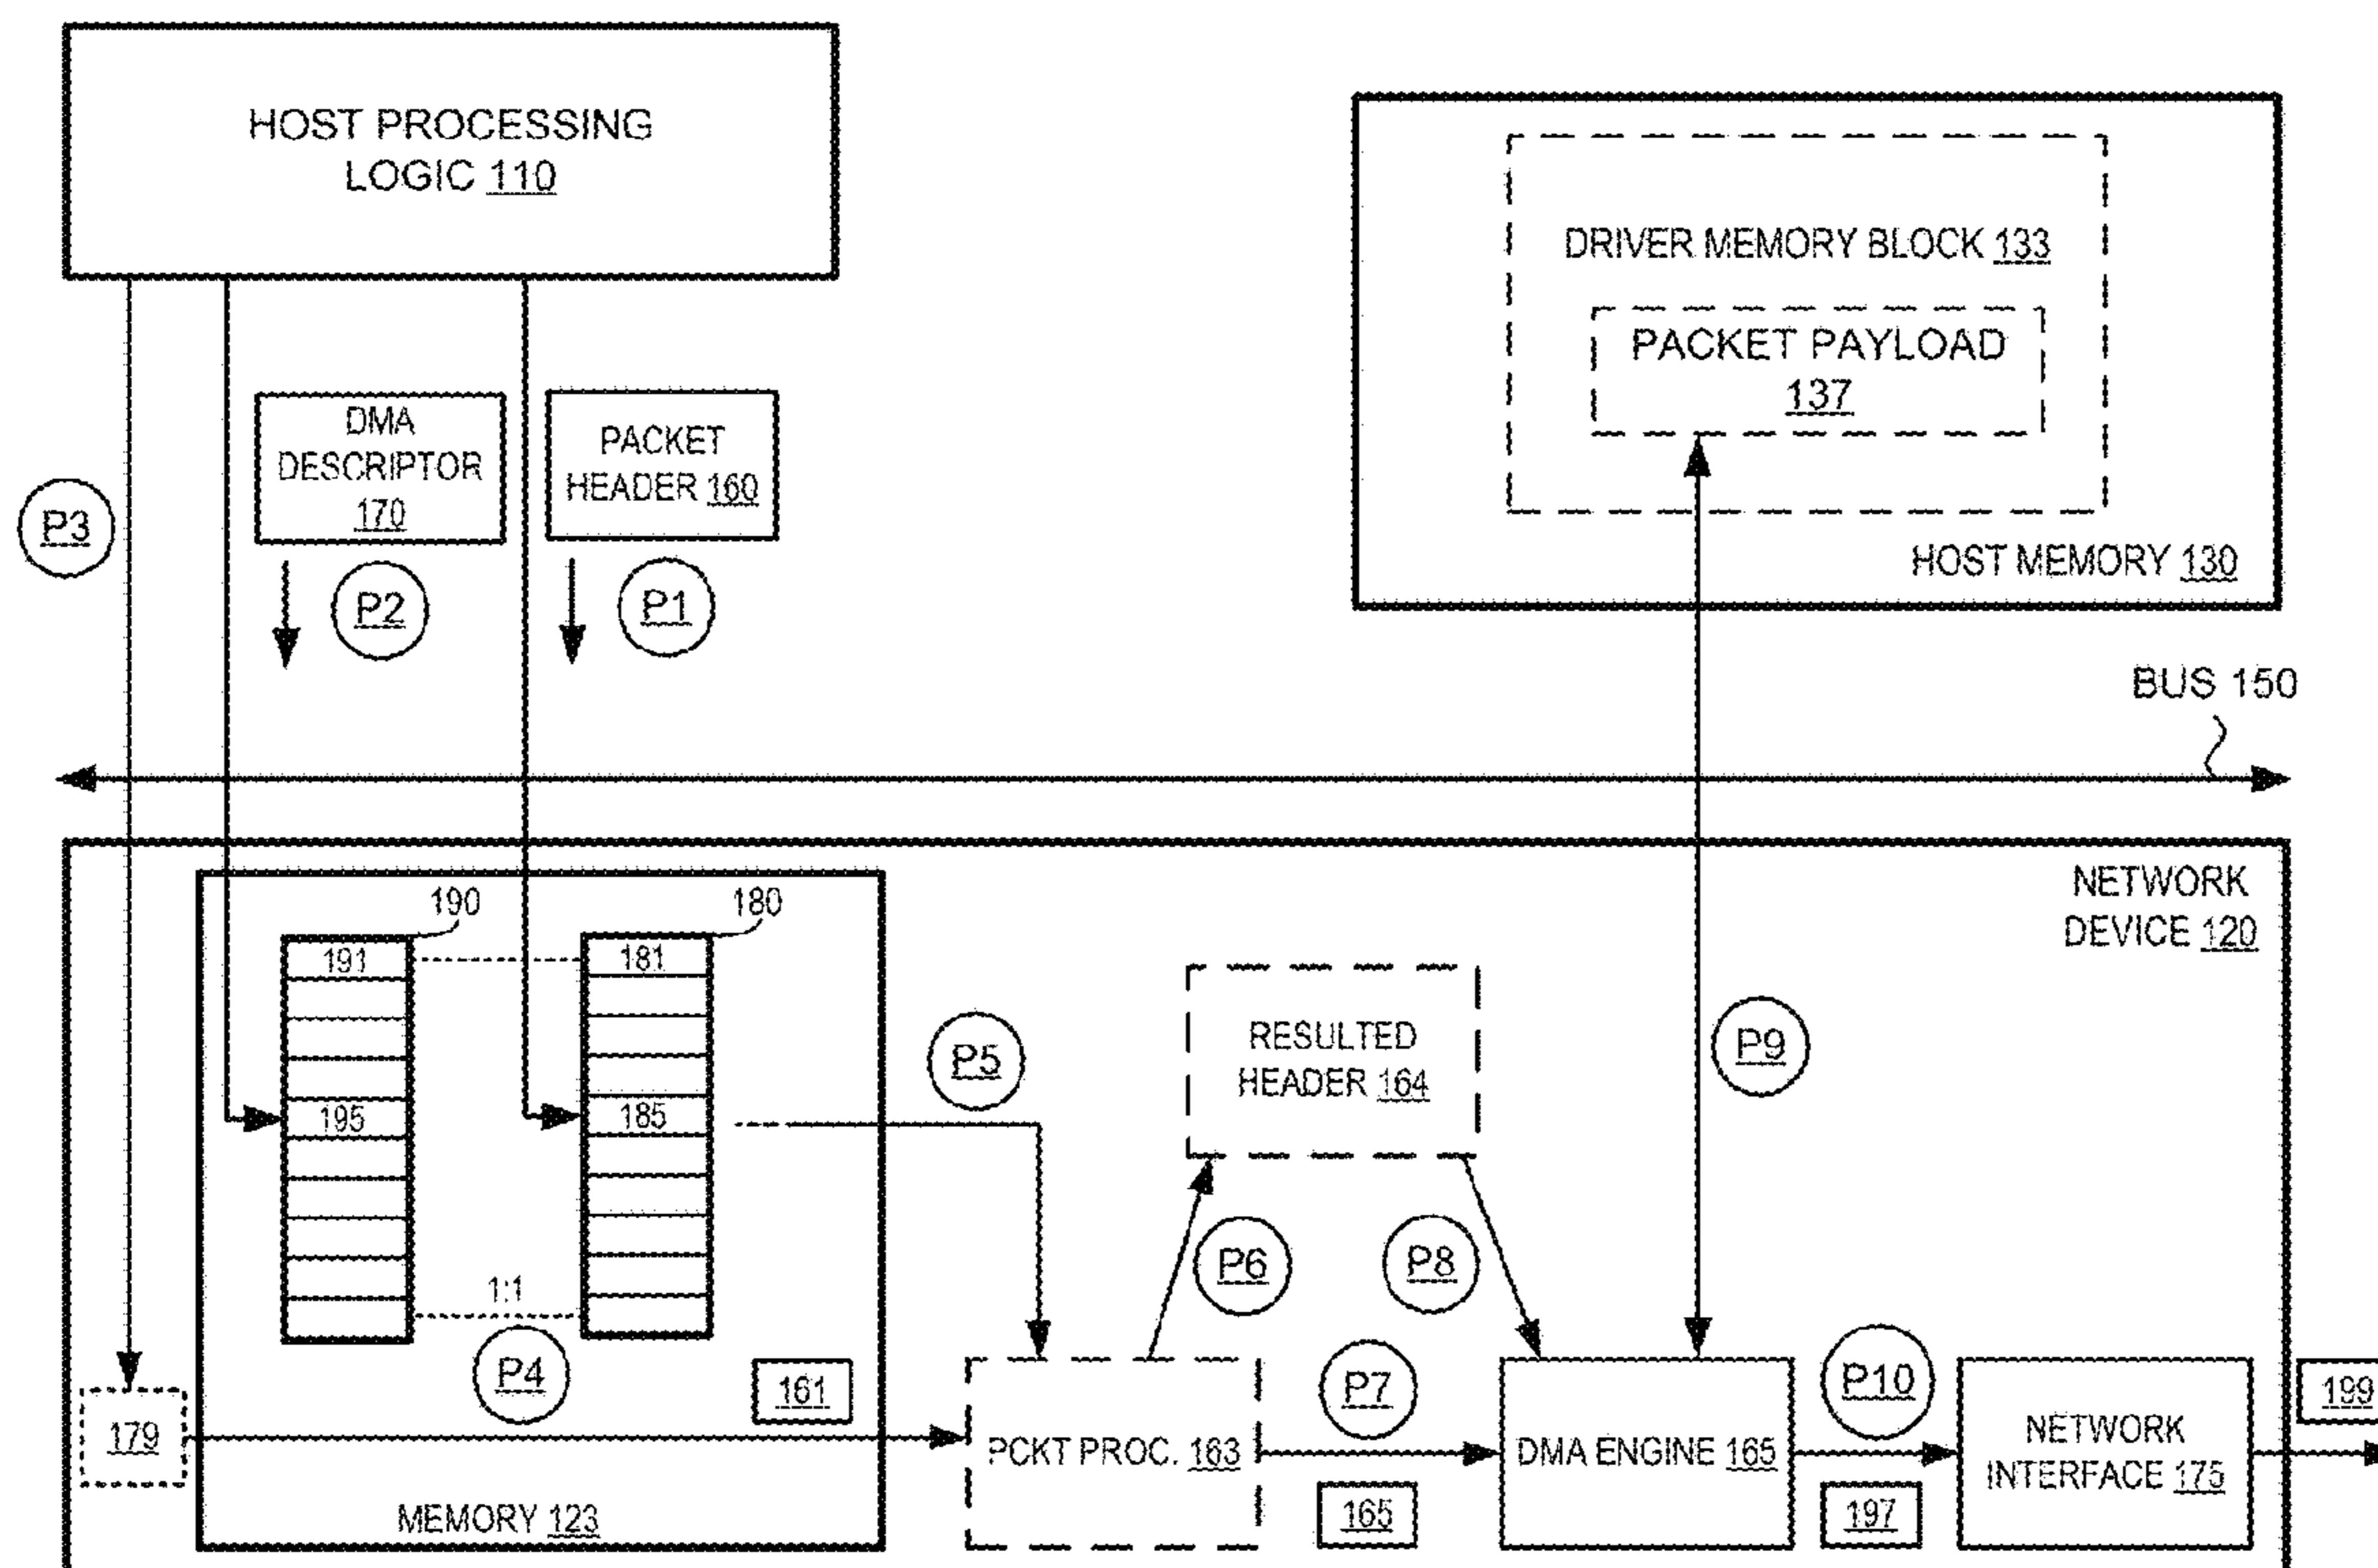 HOST PROCESSING
LOGIC 110
DRIVER MEMORY BLOCK 133
PACKET PAYLOAD
137
HOST MEMORY 130
DMA
DESCRIPTOR
170
PACKET
HEADER 160
P3
P2
P1
BUS 150
NETWORK
DEVICE 120
190
180
191
181
195
185
1:1
P4
161
179
MEMORY 123
P5
RESULTED
HEADER 164
P9
P6
P8
PCKT PROC. 163
P7
165
DMA ENGINE 165
P10
197
NETWORK
INTERFACE 175
199